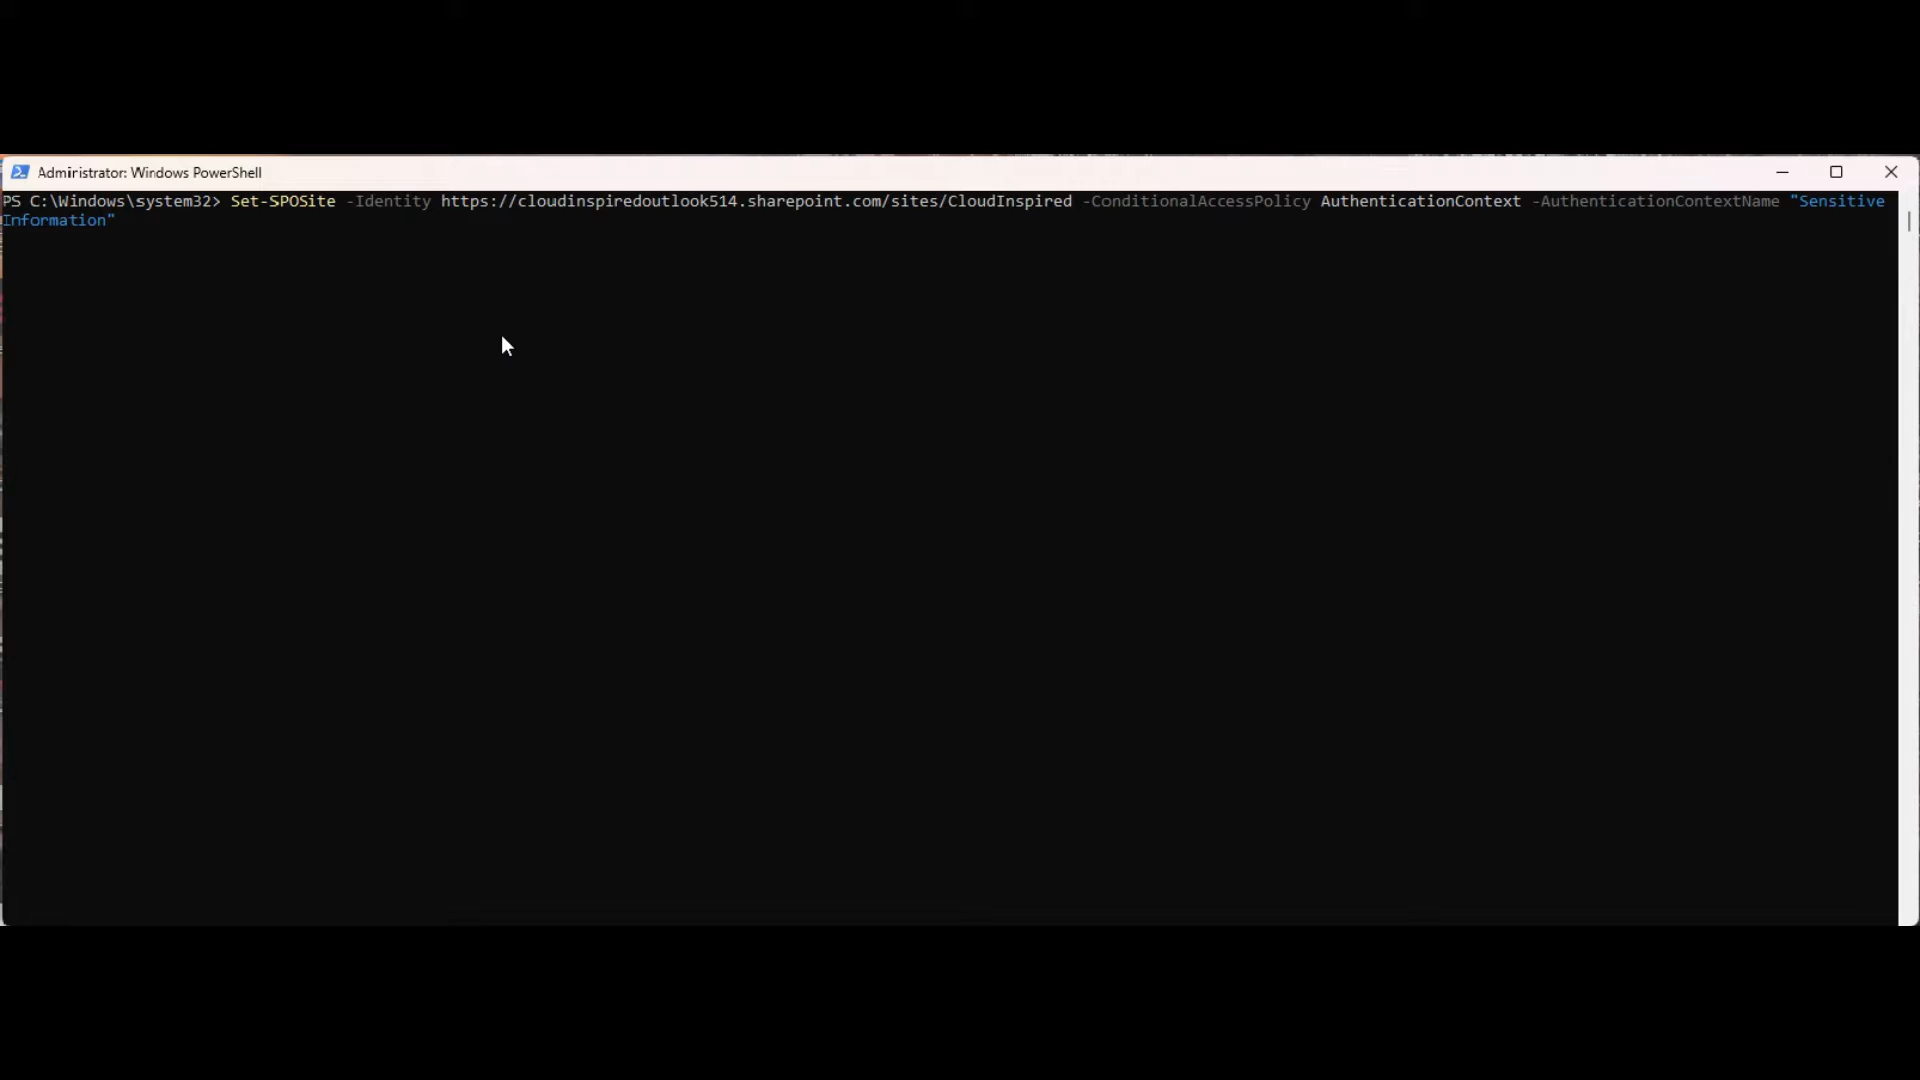 Administrator: Windows PowerShell
PS C:\Windows\system32> Set-SPOSite -Identity https://cloudinspiredoutlook514.sharepoint.com/sites/CloudInspired -ConditionalAccessPolicy AuthenticationContext -AuthenticationContextName "Sensitive
Information"